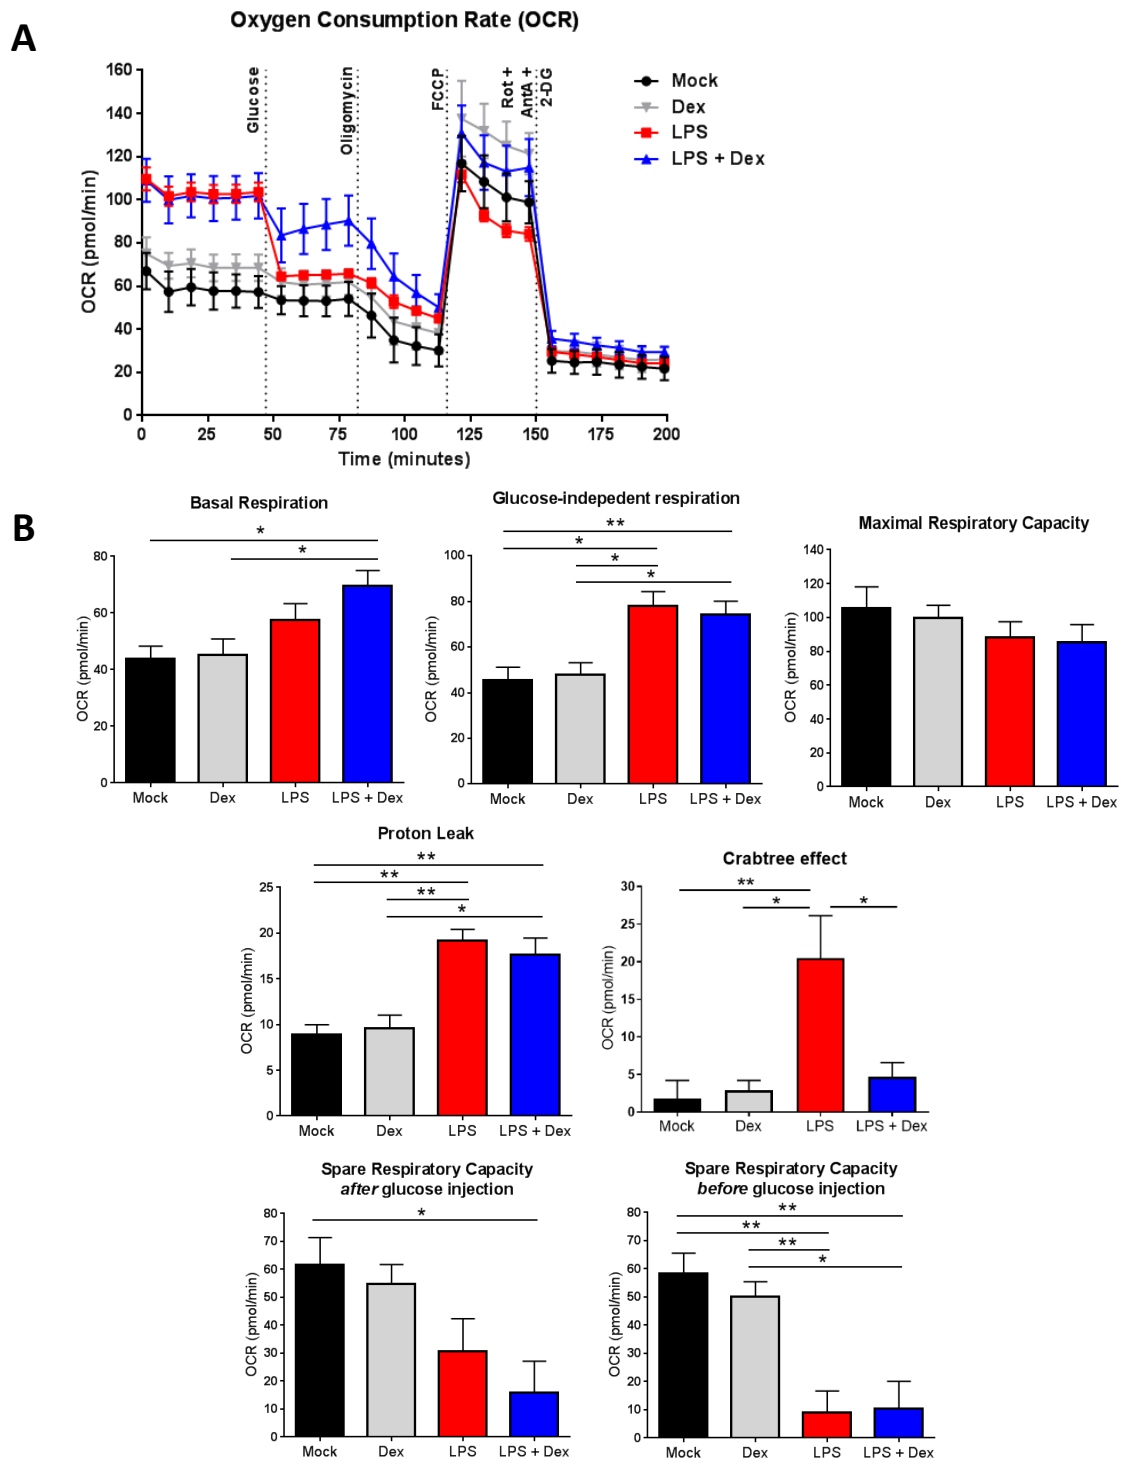 Oxygen Consumption Rate (OCR)
A
160
140
120
100
80
60
40
20
0
OCR (pmol/min)
Glucose
Oligomycin
FCCP
Rot +
AntA +
2-DG
0 25 50 75 100 125 150 175 200
Time (minutes)
Mock
Dex
LPS
LPS + Dex
B
Basal Respiration
*
*
80
60
40
20
0
OCR (pmol/min)
Mock Dex LPS LPS + Dex
Glucose-indepedent respiration
**
*
*
*
100
80
60
40
20
0
OCR (pmol/min)
Mock Dex LPS LPS + Dex
Maximal Respiratory Capacity
140
120
100
80
60
40
20
0
OCR (pmol/min)
Mock Dex LPS LPS + Dex
Proton Leak
**
**
**
*
25
20
15
10
5
0
OCR (pmol/min)
Mock Dex LPS LPS + Dex
Crabtree effect
**
* *
30
25
20
15
10
5
0
OCR (pmol/min)
Mock Dex LPS LPS + Dex
Spare Respiratory Capacity
after glucose injection
*
80
70
60
50
40
30
20
10
0
OCR (pmol/min)
Mock Dex LPS LPS + Dex
Spare Respiratory Capacity
before glucose injection
**
**
**
*
80
70
60
50
40
30
20
10
0
OCR (pmol/min)
Mock Dex LPS LPS + Dex